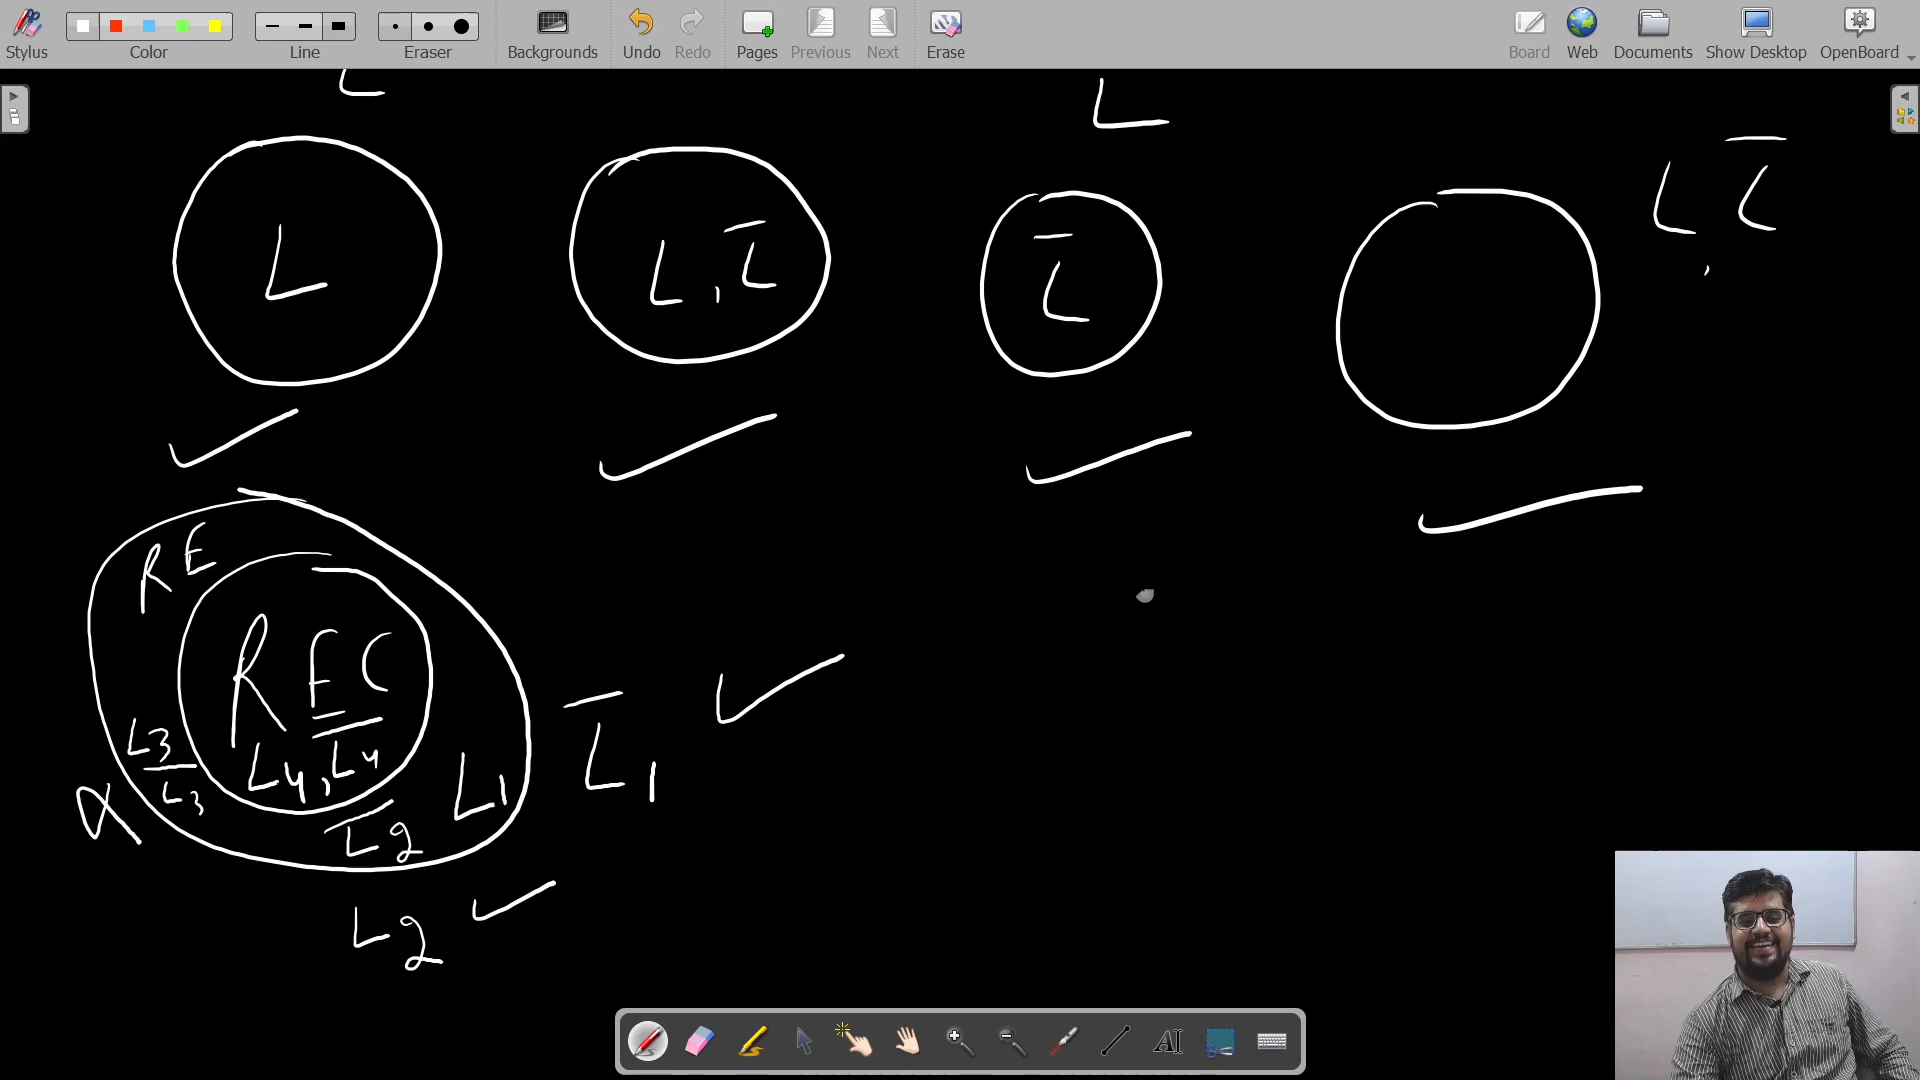 Stylus Color Line Eraser Backgrounds Undo Redo Pages Previous Next Erase Board Web Documents Show Desktop OpenBoard
L
L
L
L, L̅
L̅
L, L̅
RE
REC
L3
L̅3
L4, L̅4
L1
L̅1
L̅2
L2
AI